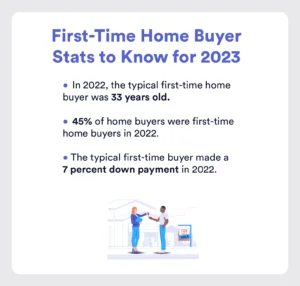 First-Time Home Buyer
Stats to Know for 2023
• In 2022, the typical first-time home
buyer was 33 years old.
• 45% of home buyers were first-time
home buyers in 2022.
• The typical first-time buyer made a
7 percent down payment in 2022.